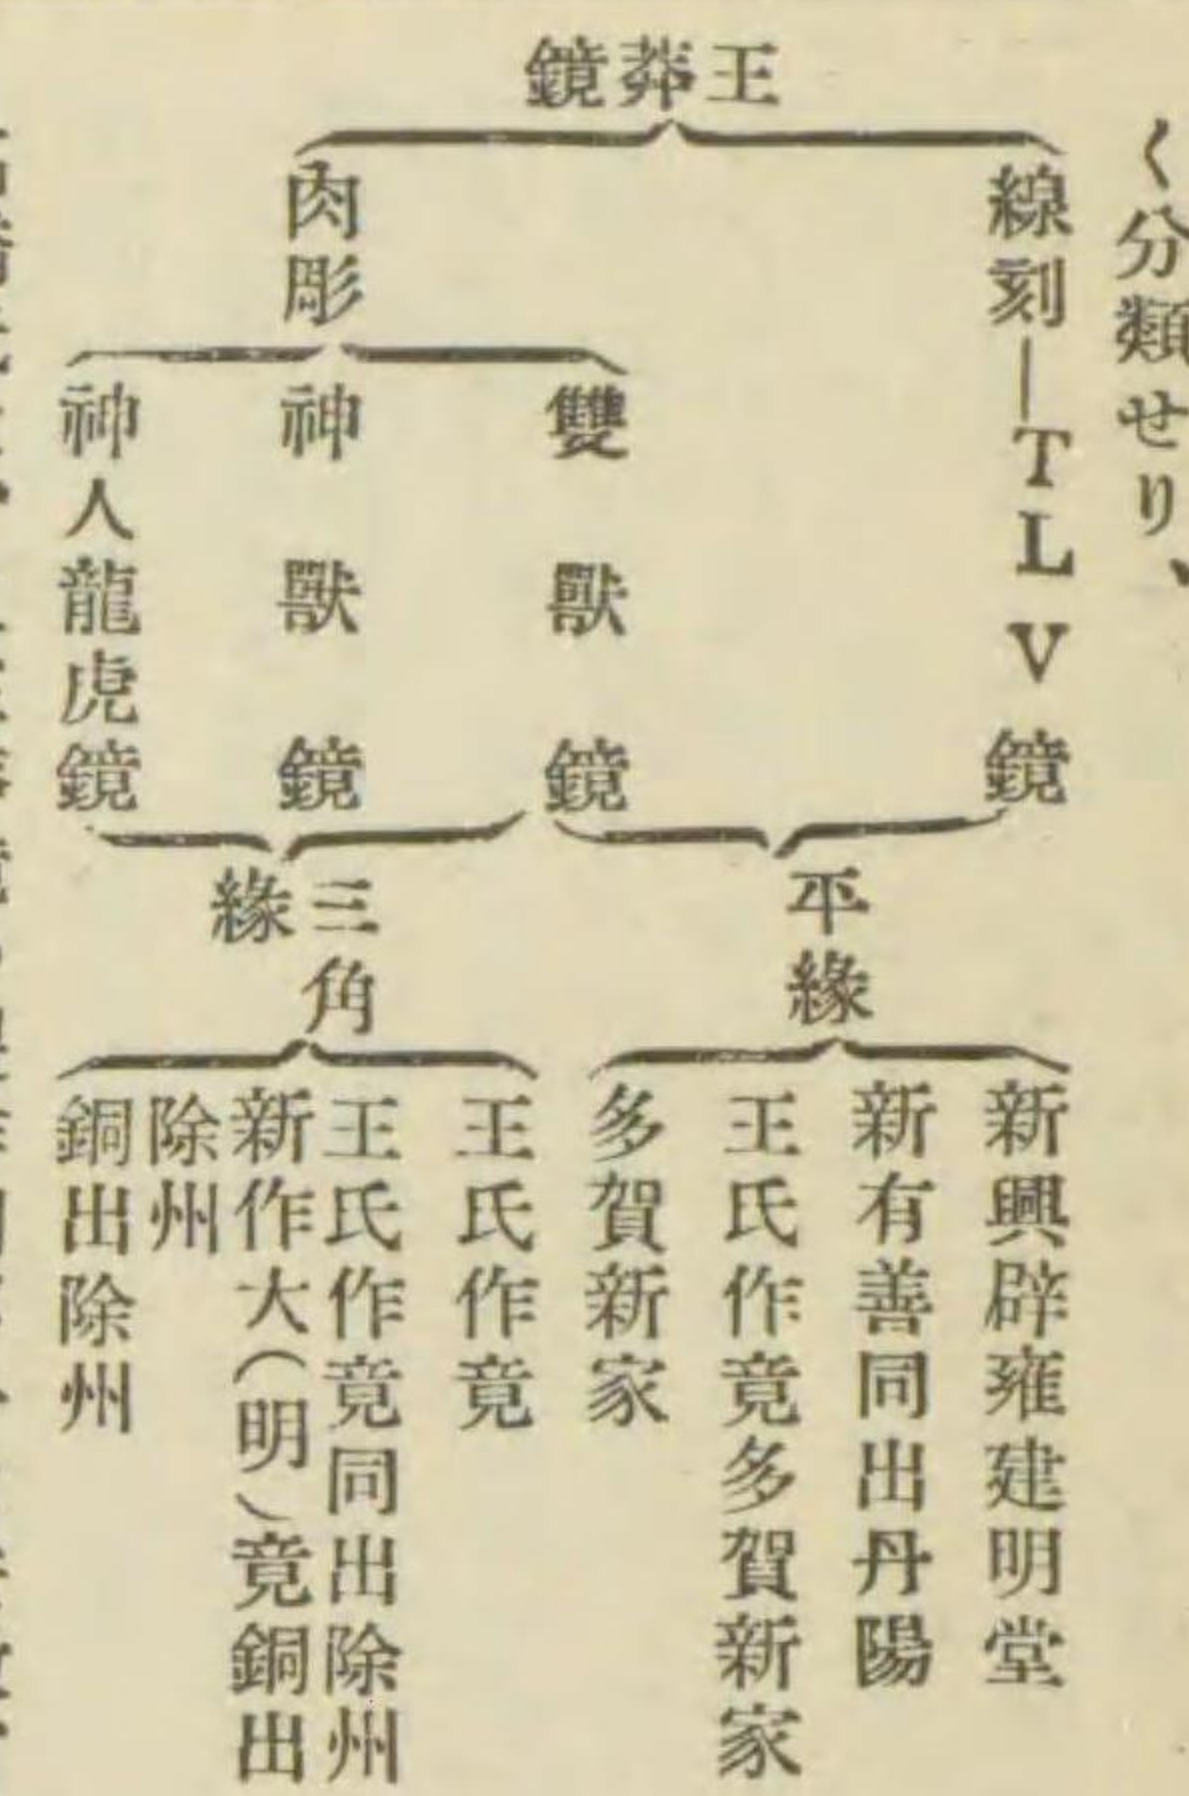 く分類せり、
王莽鏡
線刻―TLV鏡
肉彫
雙獸鏡
神獸鏡
神人龍虎鏡
平緣
新興辟雍建明堂
新有善同出丹陽
王氏作竟多賀新家
多賀新家
三角
緣
王氏作竟
王氏作竟同出除州
新作大(明)竟銅出
除州
銅出除州